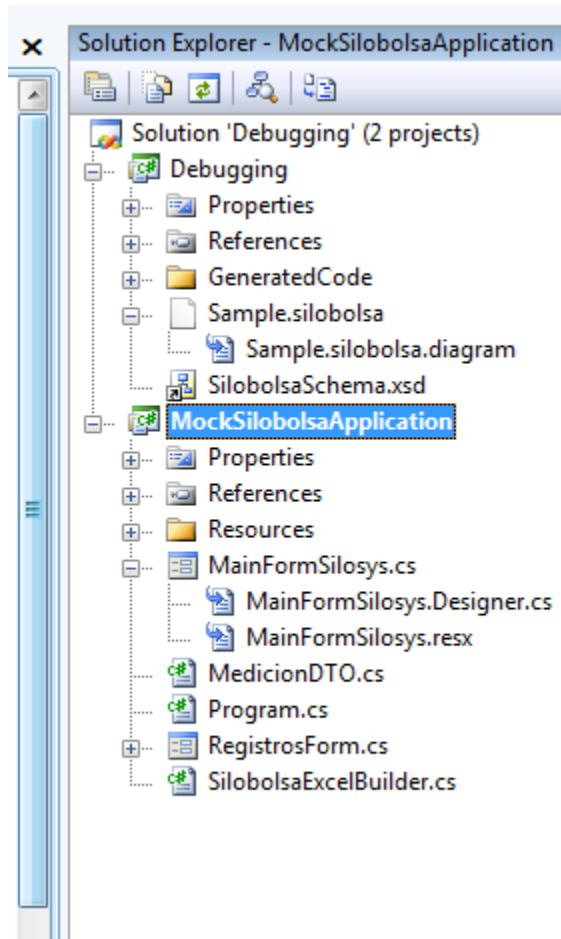 Solution Explorer - MockSilobolsaApplication
Solution 'Debugging' (2 projects)
Debugging
Properties
References
GeneratedCode
Sample.silobolsa
Sample.silobolsa.diagram
SilobolsaSchema.xsd
MockSilobolsaApplication
Properties
References
Resources
MainFormSilosys.cs
MainFormSilosys.Designer.cs
MainFormSilosys.resx
MedicionDTO.cs
Program.cs
RegistrosForm.cs
SilobolsaExcelBuilder.cs